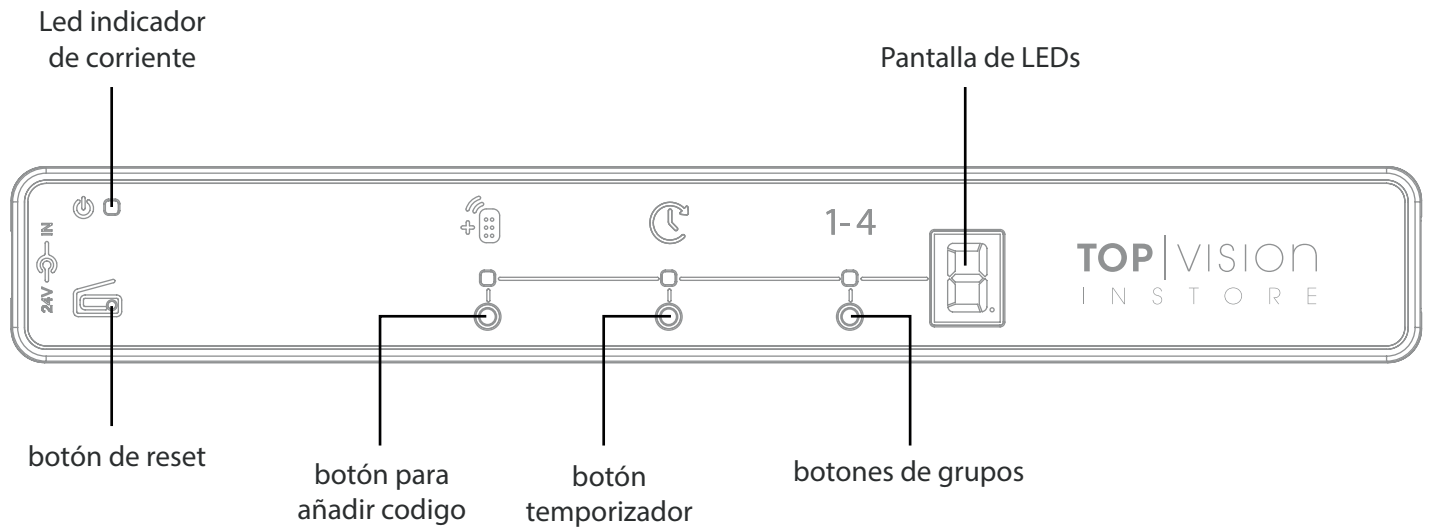 Led indicador
de corriente
Pantalla de LEDs
1-4
IN
24V
TOP|VISION
INSTORE
botón de reset
botón para
añadir codigo
botón
temporizador
botones de grupos